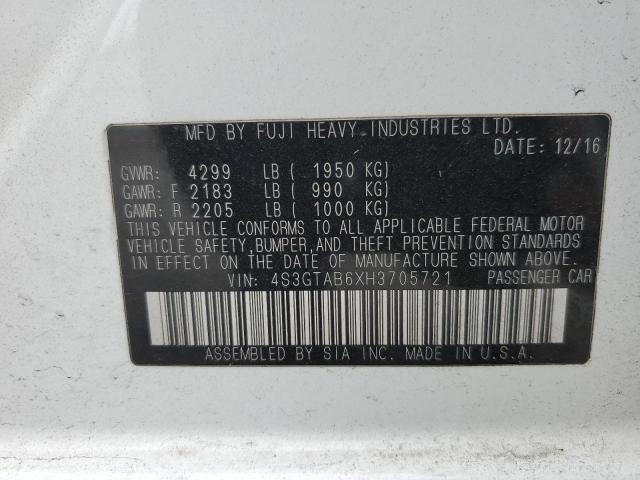 MFD BY FUJI HEAVY INDUSTRIES LTD.
DATE: 12/16
GVWR: 4299 LB ( 1950 KG)
GAWR: F 2183 LB ( 990 KG)
GAWR: R 2205 LB ( 1000 KG)
THIS VEHICLE CONFORMS TO ALL APPLICABLE FEDERAL MOTOR
VEHICLE SAFETY,BUMPER,AND THEFT PREVENTION STANDARDS
IN EFFECT ON THE DATE OF MANUFACTURE SHOWN ABOVE.
VIN: 4S3GTAB6XH3705721 PASSENGER CAR
ASSEMBLED BY SIA INC. MADE IN U.S.A.